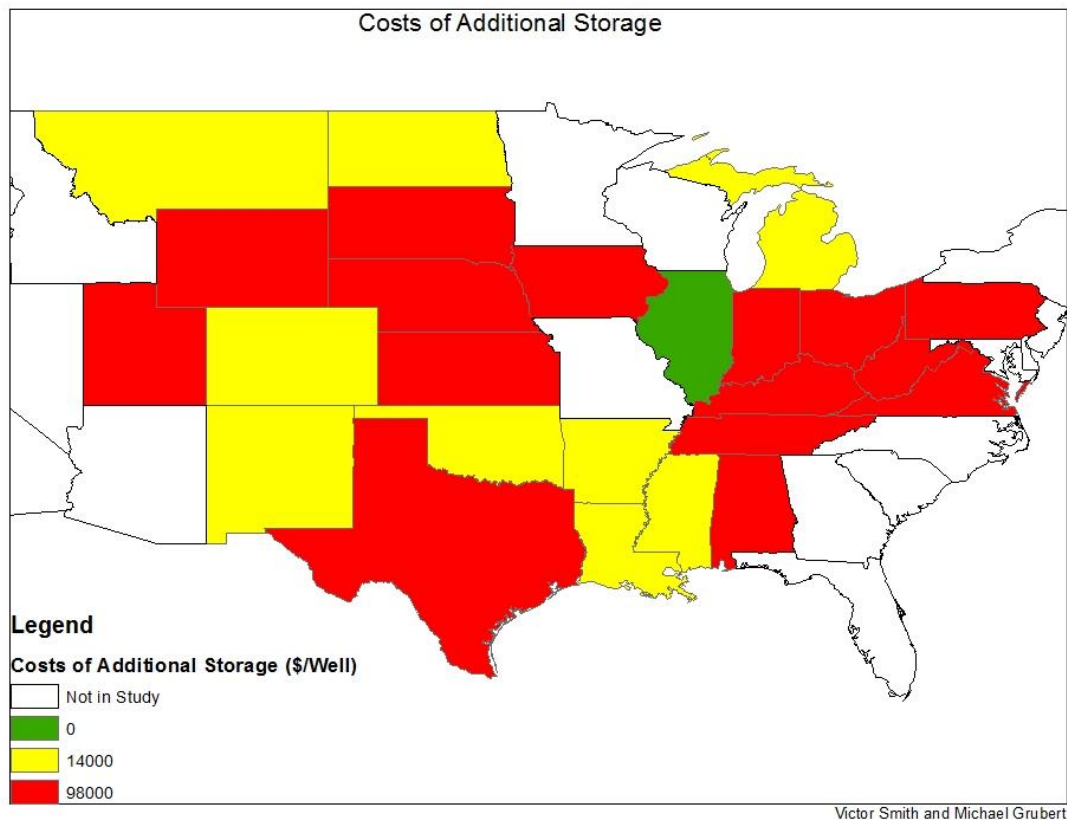 Costs of Additional Storage
Legend
Costs of Additional Storage ($/Well)
Not in Study
0
14000
98000
Victor Smith and Michael Grubert